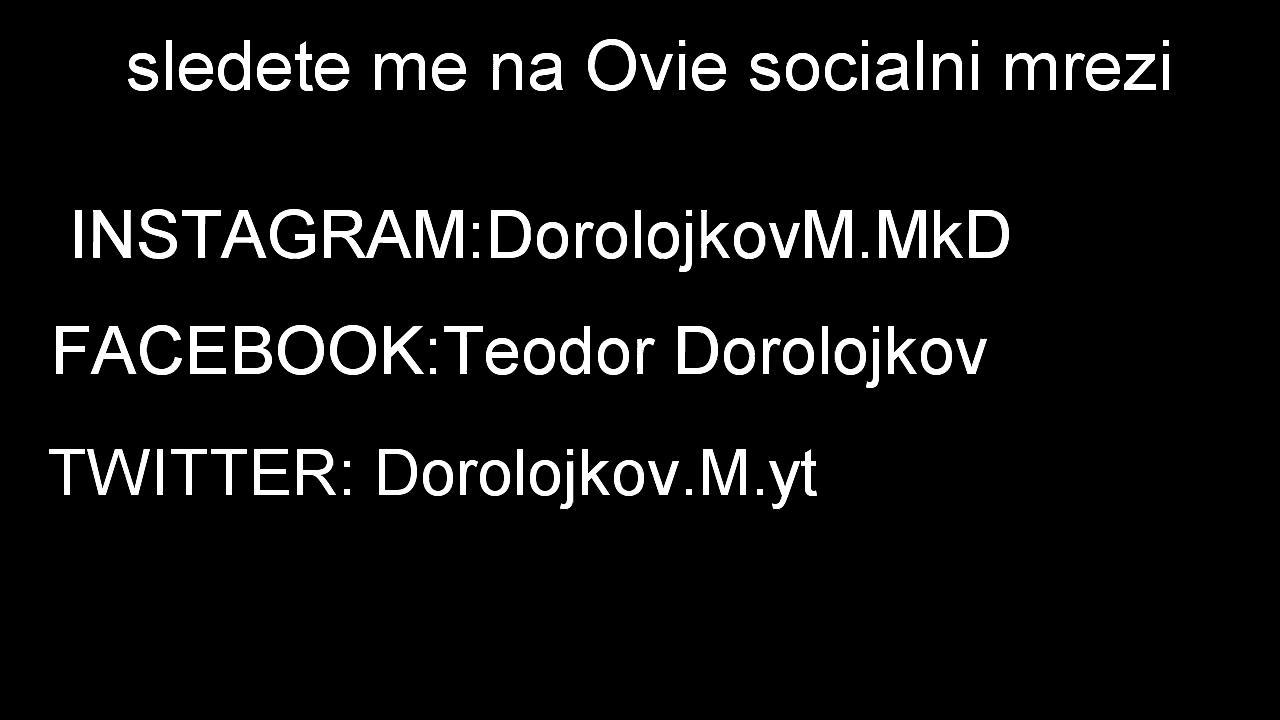 sledete me na Ovie socialni mrezi
INSTAGRAM:DorolojkovM.MkD
FACEBOOK:Teodor Dorolojkov
TWITTER: Dorolojkov.M.yt